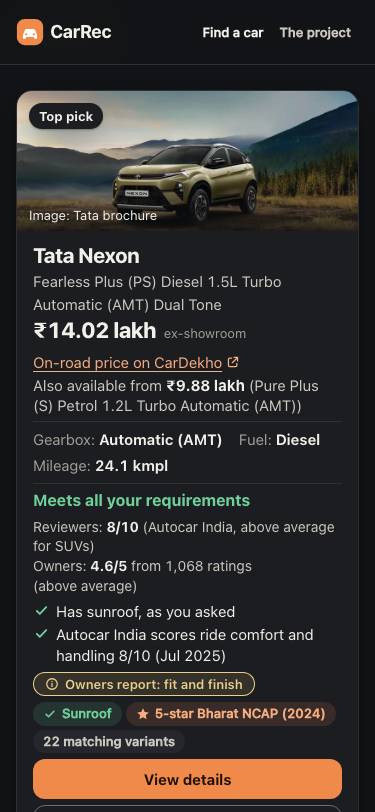 CarRec
Find a car
The project
Top pick
NEXON
Image: Tata brochure
Tata Nexon
Fearless Plus (PS) Diesel 1.5L Turbo
Automatic (AMT) Dual Tone
₹14.02 lakh ex-showroom
On-road price on CarDekho
Also available from ₹9.88 lakh (Pure Plus
(S) Petrol 1.2L Turbo Automatic (AMT))
Gearbox: Automatic (AMT) Fuel: Diesel
Mileage: 24.1 kmpl
Meets all your requirements
Reviewers: 8/10 (Autocar India, above average
for SUVs)
Owners: 4.6/5 from 1,068 ratings
(above average)
Has sunroof, as you asked
Autocar India scores ride comfort and
handling 8/10 (Jul 2025)
Owners report: fit and finish
Sunroof
5-star Bharat NCAP (2024)
22 matching variants
View details